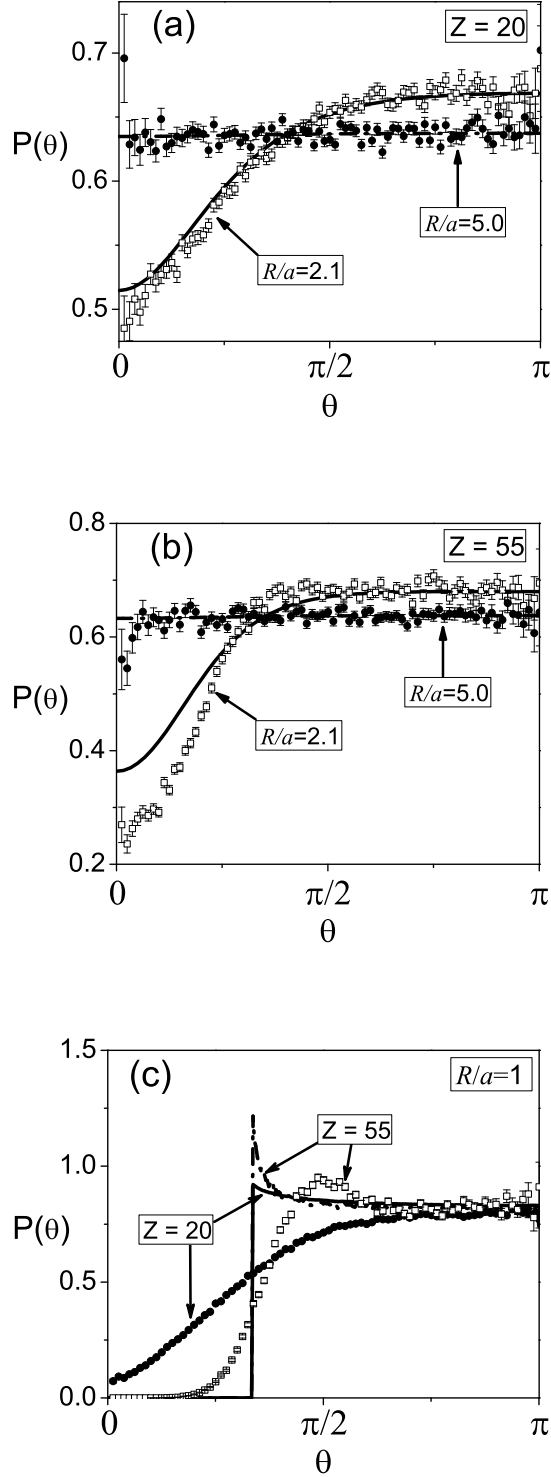 (a)
Z = 20
0.7
P(θ)
0.6
0.5
R/a=5.0
R/a=2.1
0
π/2
π
θ
(b)
Z = 55
0.8
P(θ)
0.6
0.4
0.2
R/a=5.0
R/a=2.1
0
π/2
π
θ
(c)
R/a=1
1.5
1.0
P(θ)
0.5
0.0
Z = 55
Z = 20
0
π/2
π
θ